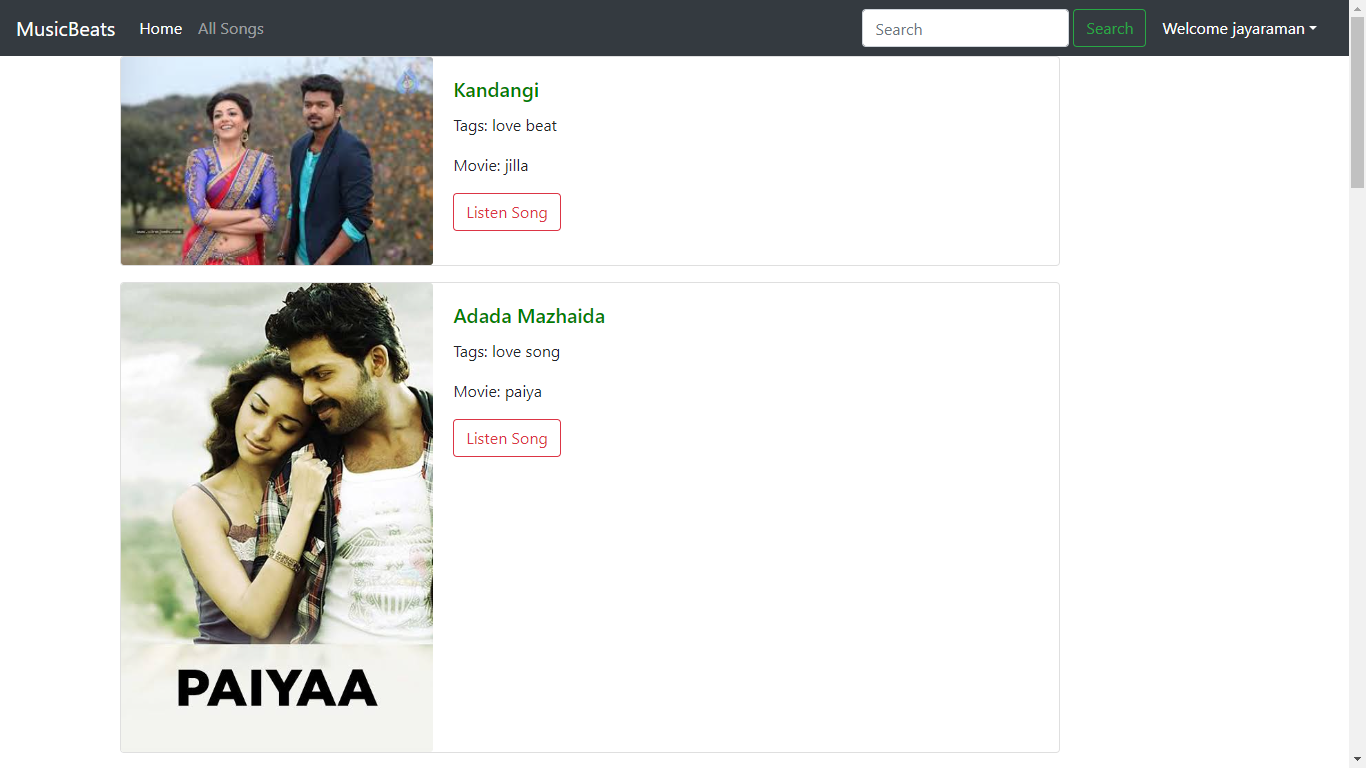 MusicBeats Home All Songs Search Search Welcome jayaraman
Kandangi
Tags: love beat
Movie: jilla
Listen Song
Adada Mazhaida
Tags: love song
Movie: paiya
Listen Song
PAIYAA